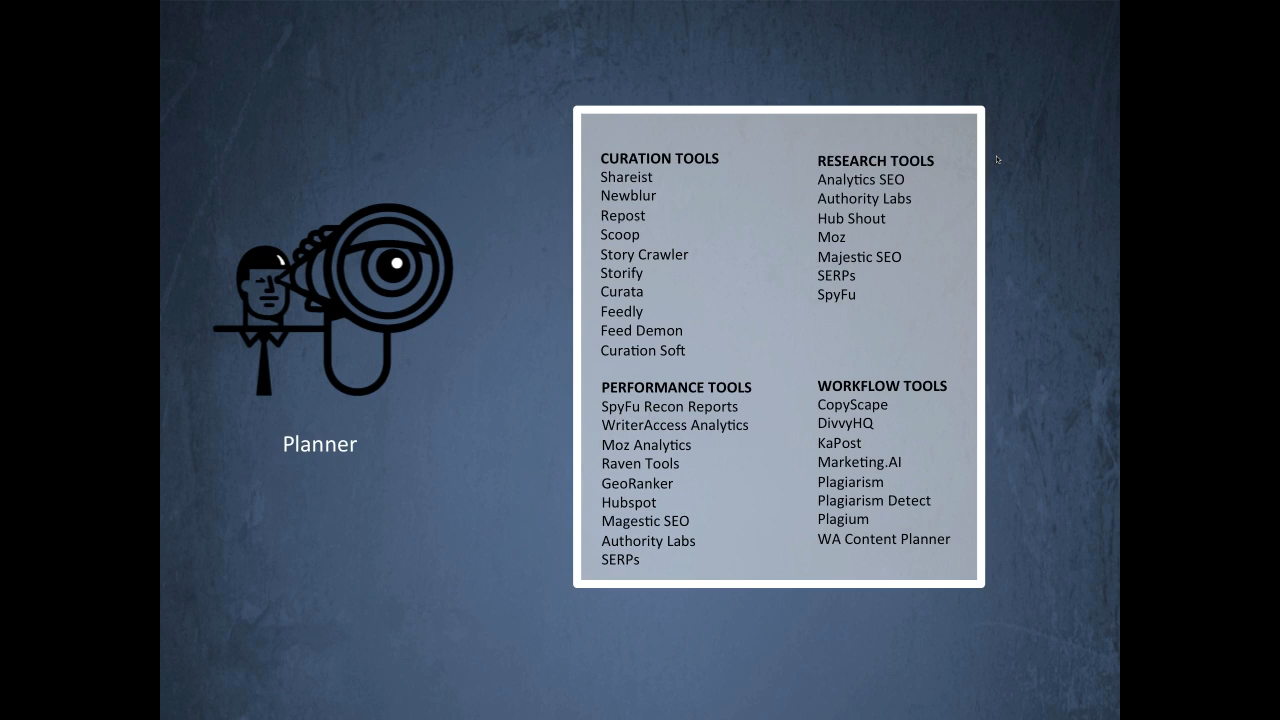 Planner
CURATION TOOLS
Shareist
Newblur
Repost
Scoop
Story Crawler
Storify
Curata
Feedly
Feed Demon
Curation Soft
RESEARCH TOOLS
Analytics SEO
Authority Labs
Hub Shout
Moz
Majestic SEO
SERPs
SpyFu
PERFORMANCE TOOLS
SpyFu Recon Reports
WriterAccess Analytics
Moz Analytics
Raven Tools
GeoRanker
Hubspot
Magestic SEO
Authority Labs
SERPs
WORKFLOW TOOLS
CopyScape
DivvyHQ
KaPost
Marketing.AI
Plagiarism
Plagiarism Detect
Plagium
WA Content Planner